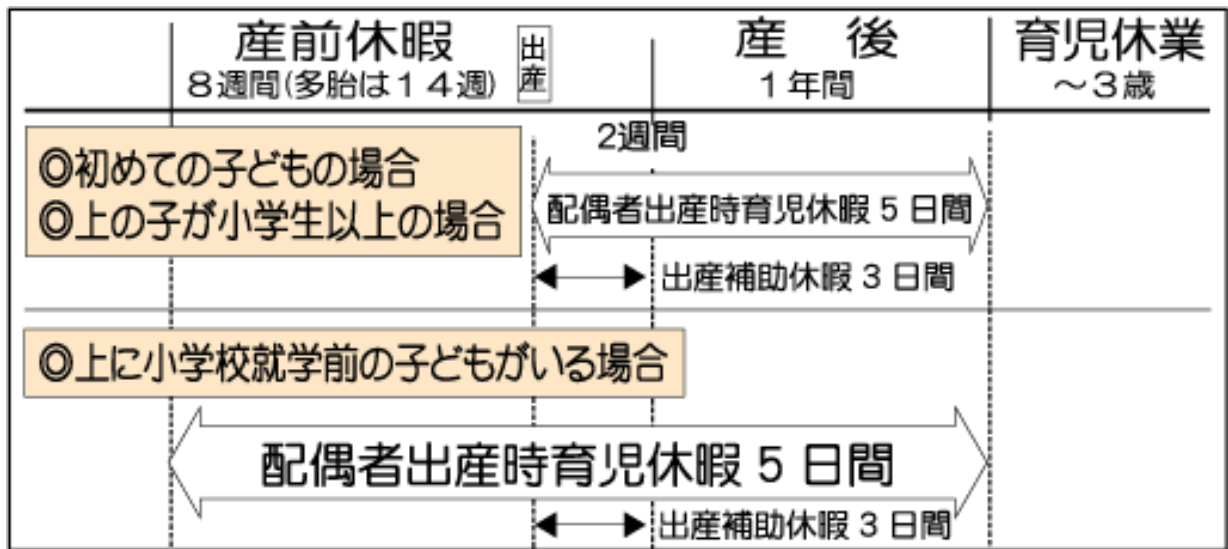 産前休暇
8週間(多胎は14週)
出産
産 後
1年間
育児休業
～3歳
2週間
◎初めての子どもの場合
◎上の子が小学生以上の場合
配偶者出産時育児休暇 5 日間
出産補助休暇 3 日間
◎上に小学校就学前の子どもがいる場合
配偶者出産時育児休暇 5 日間
出産補助休暇 3 日間